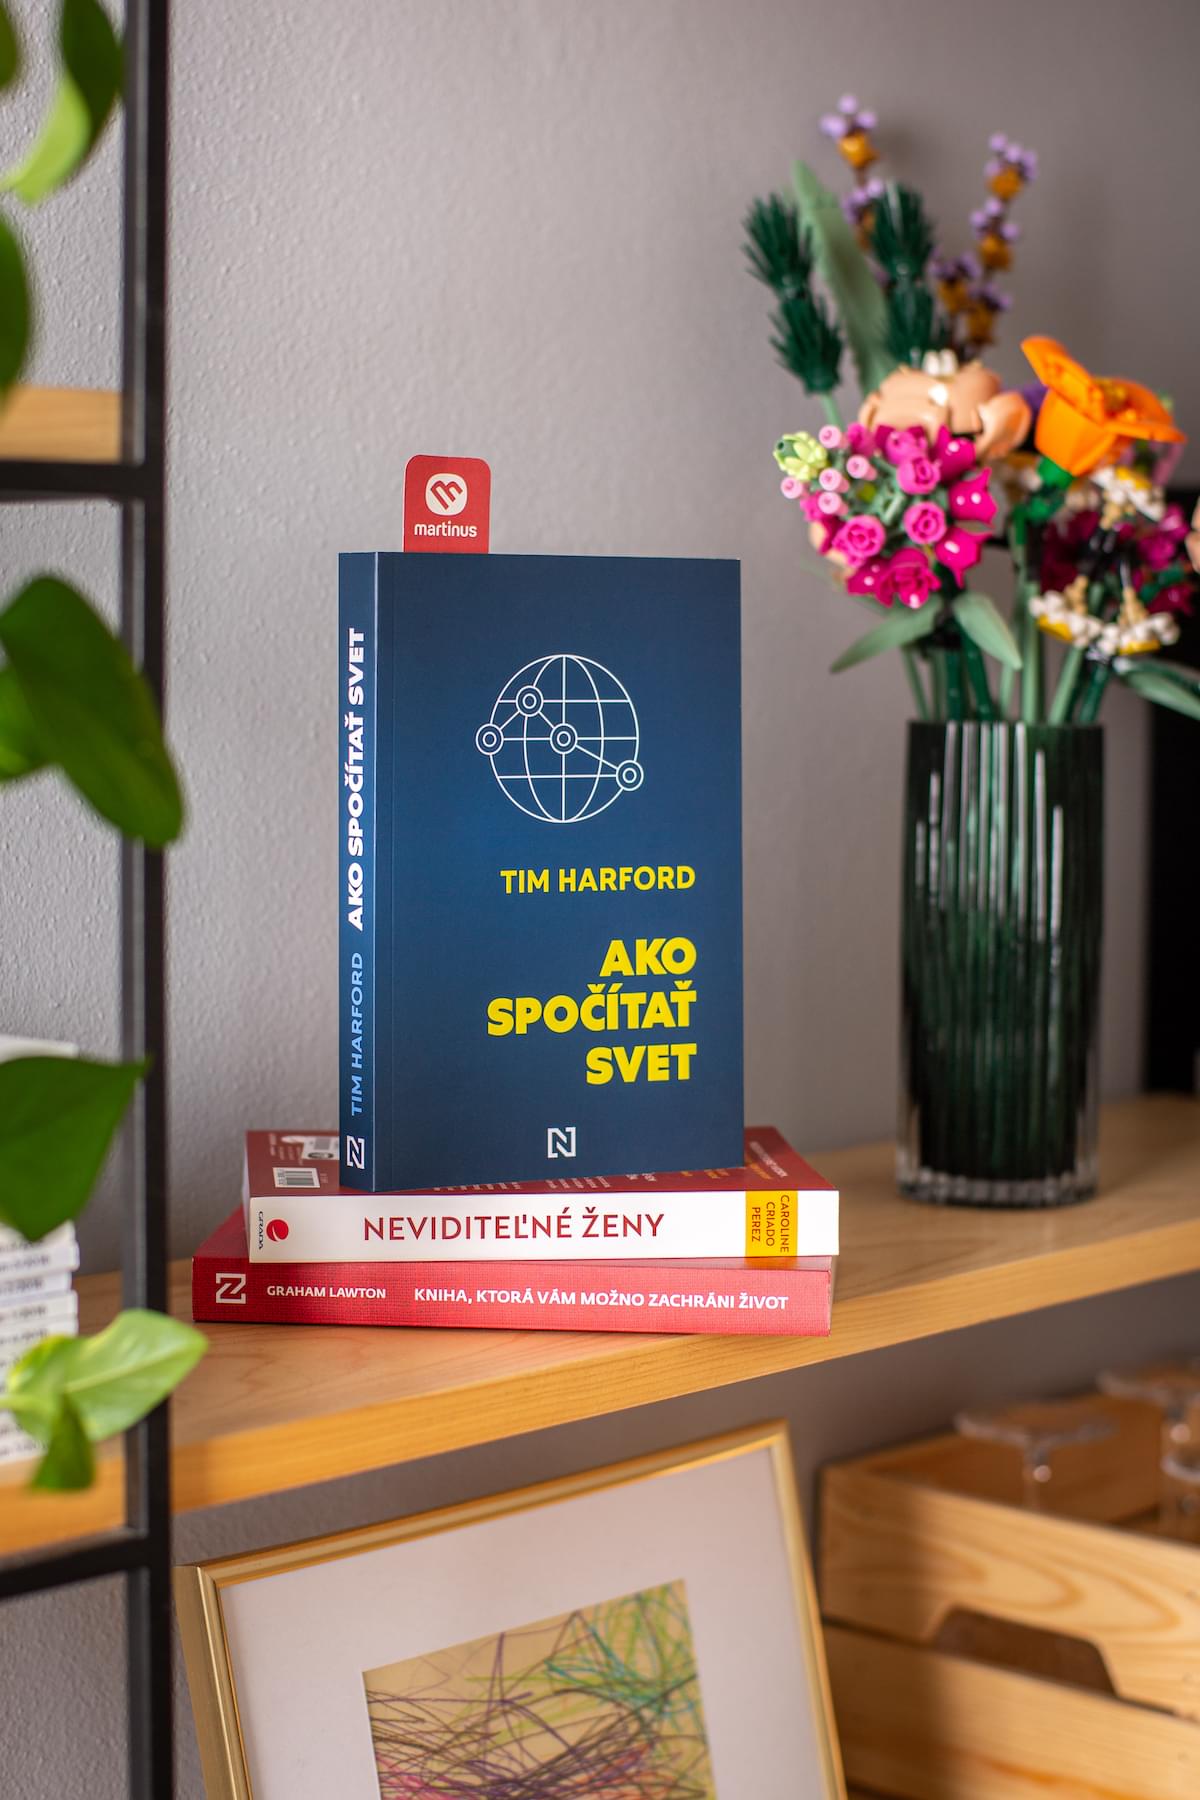 martinus
TIM HARFORD
AKO
SPOČÍTAŤ
SVET
N
TIM HARFORD AKO SPOČÍTAŤ SVET
N
GRADA
NEVIDITEĽNÉ ŽENY
CAROLINE
CRIADO
PEREZ
N
GRAHAM LAWTON KNIHA, KTORÁ VÁM MOŽNO ZACHRÁNI ŽIVOT